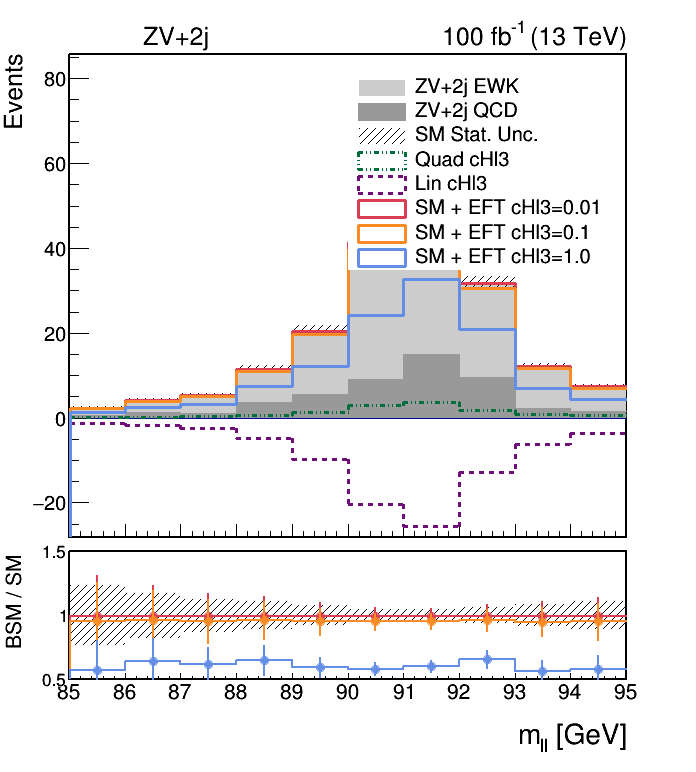 ZV+2j 100 fb-1 (13 TeV)
Events
80
60
40
20
0
−20
ZV+2j EWK
ZV+2j QCD
SM Stat. Unc.
Quad cHl3
Lin cHl3
SM + EFT cHl3=0.01
SM + EFT cHl3=0.1
SM + EFT cHl3=1.0
BSM / SM
1.5
1
0.5
85 86 87 88 89 90 91 92 93 94 95
mll [GeV]